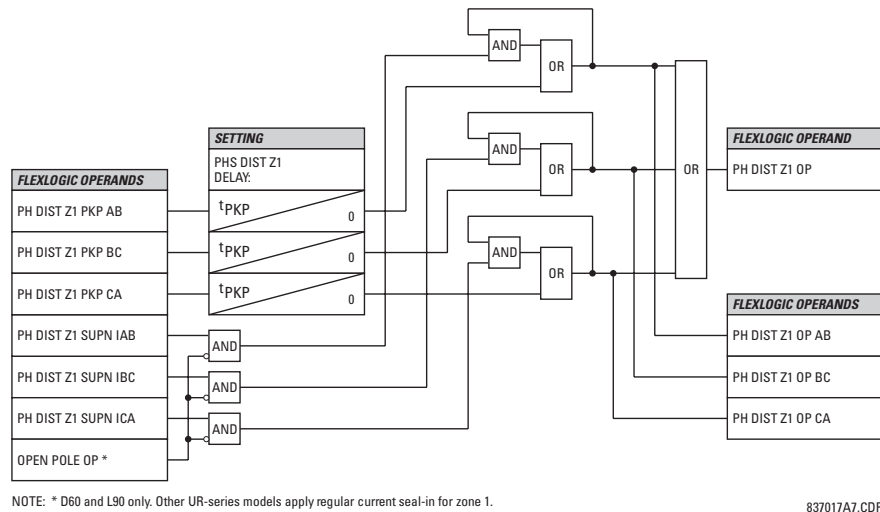 AND
OR
SETTING
PHS DIST Z1
DELAY:
FLEXLOGIC OPERANDS
PH DIST Z1 PKP AB
PH DIST Z1 PKP BC
PH DIST Z1 PKP CA
PH DIST Z1 SUPN IAB
PH DIST Z1 SUPN IBC
PH DIST Z1 SUPN ICA
OPEN POLE OP *
tPKP
0
tPKP
0
tPKP
0
AND
AND
AND
AND
OR
AND
OR
OR
FLEXLOGIC OPERAND
PH DIST Z1 OP
FLEXLOGIC OPERANDS
PH DIST Z1 OP AB
PH DIST Z1 OP BC
PH DIST Z1 OP CA
NOTE: * D60 and L90 only. Other UR-series models apply regular current seal-in for zone 1.
837017A7.CDR